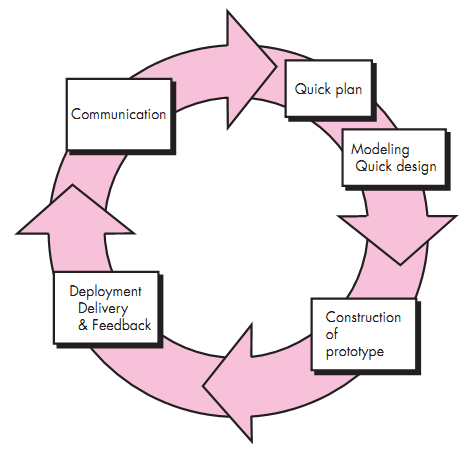 Communication
Quick plan
Modeling
Quick design
Construction
of
prototype
Deployment
Delivery
& Feedback